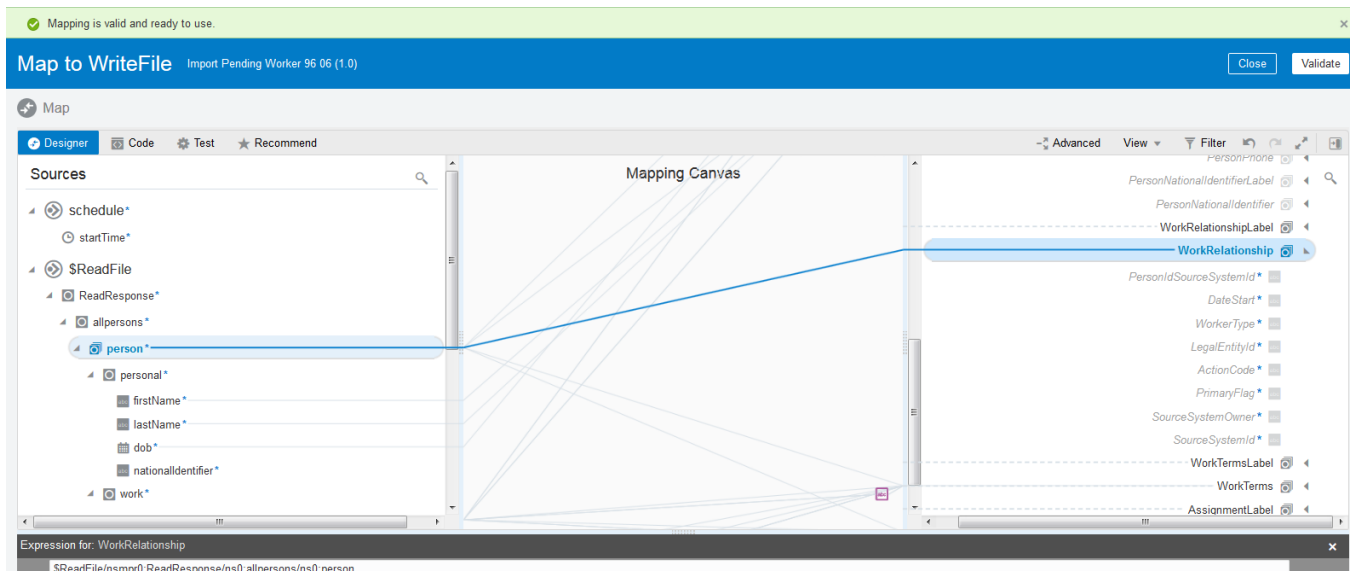 Mapping is valid and ready to use.
Map to WriteFile Import Pending Worker 96 06 (1.0) Close Validate
Map
Designer Code Test Recommend Advanced View Filter
Sources
Mapping Canvas
schedule*
startTime*
$ReadFile
ReadResponse*
allpersons*
person*
personal*
firstName*
lastName*
dob*
nationalIdentifier*
work*
PersonPhone
PersonNationalIdentifierLabel
PersonNationalIdentifier
WorkRelationshipLabel
WorkRelationship
PersonIdSourceSystemId*
DateStart*
WorkerType*
LegalEntityId*
ActionCode*
PrimaryFlag*
SourceSystemOwner*
SourceSystemId*
WorkTermsLabel
WorkTerms
AssignmentLabel
Expression for: WorkRelationship
$ReadFile/nsmpr0:ReadResponse/ns0:allpersons/ns0:person